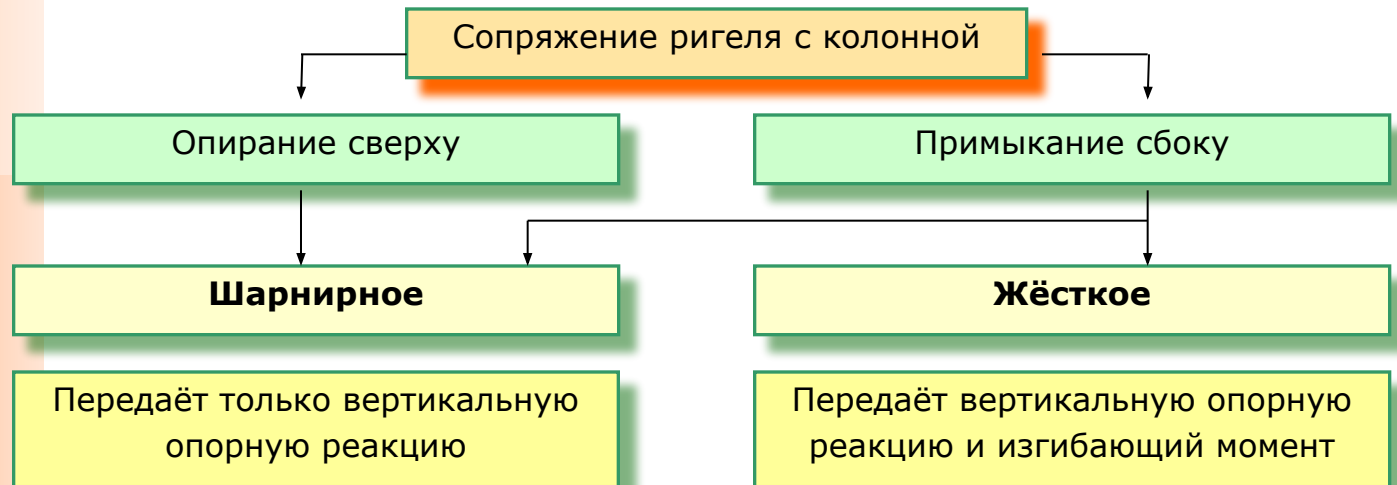 Сопряжение ригеля с колонной
Опирание сверху
Примыкание сбоку
Шарнирное
Жёсткое
Передаёт только вертикальную
опорную реакцию
Передаёт вертикальную опорную
реакцию и изгибающий момент